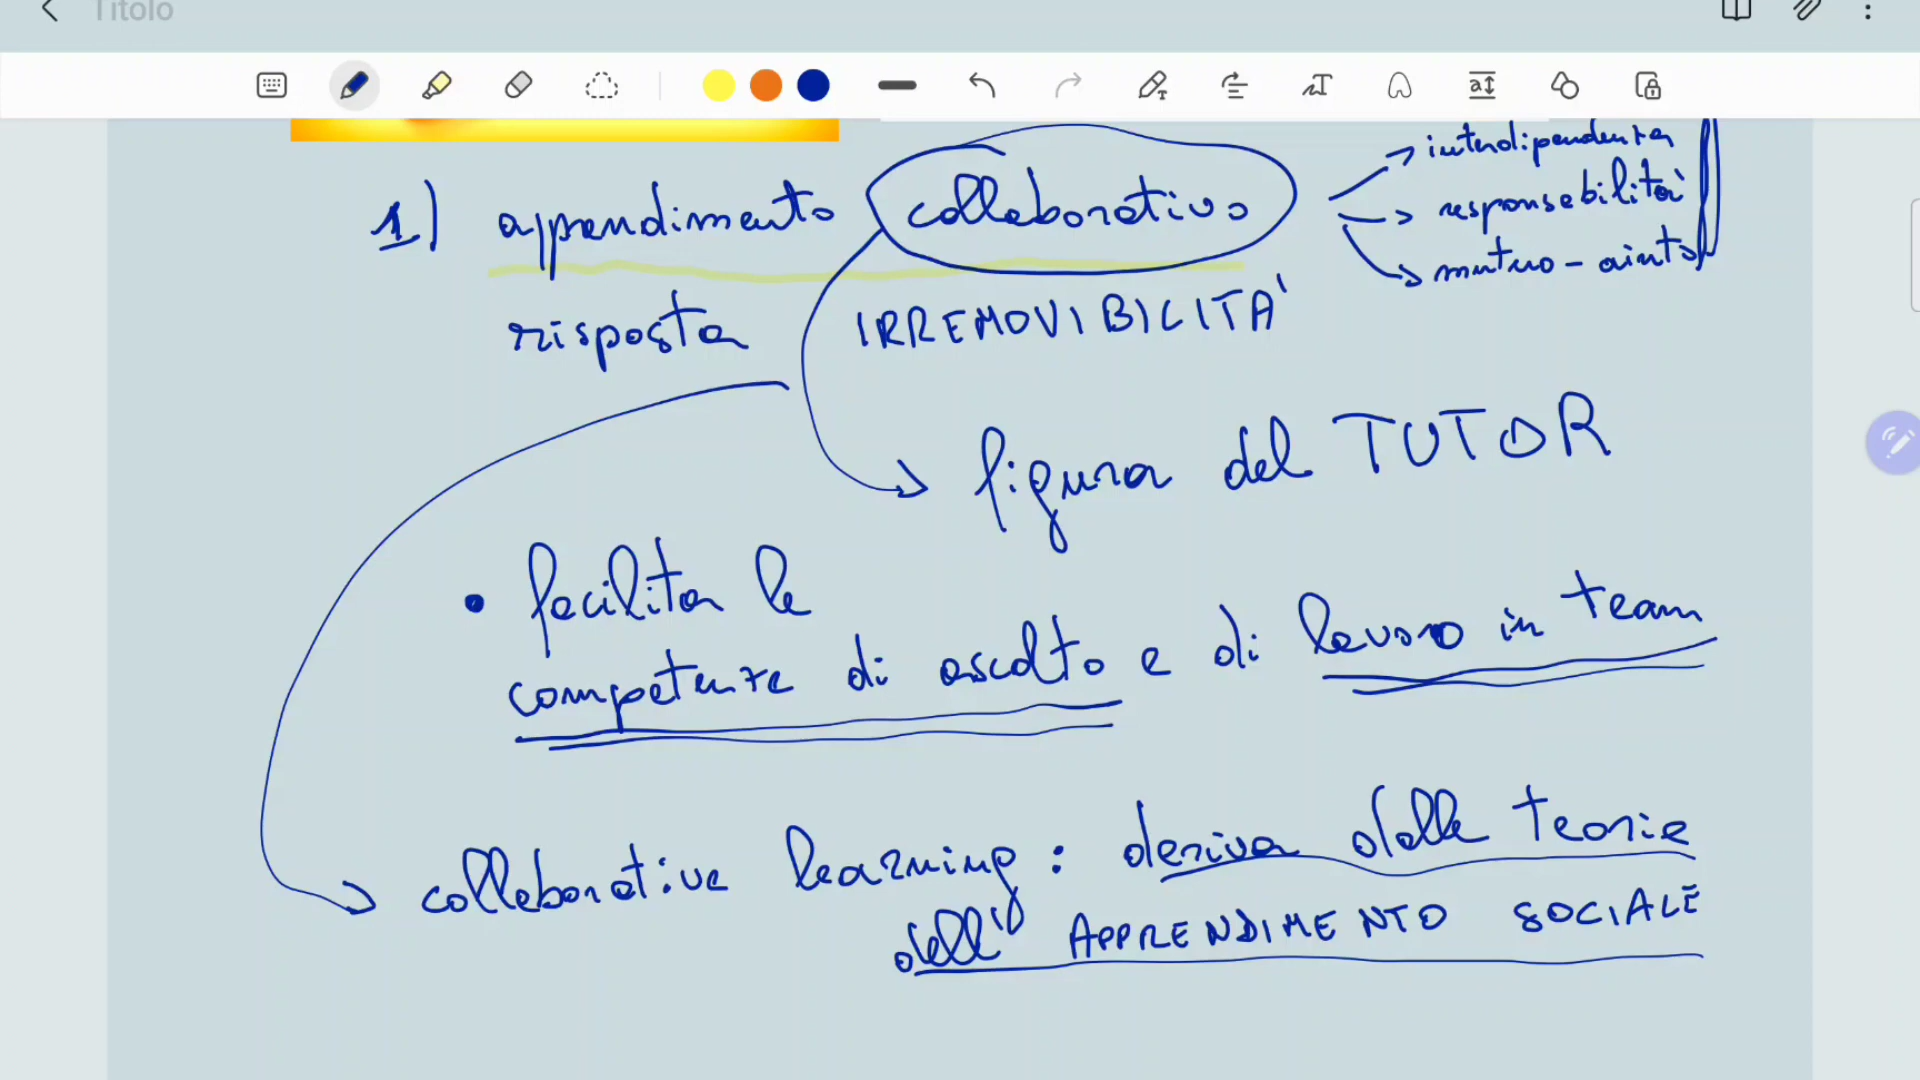 Titolo
interdipendenza
1) apprendimento collaborativo
responsabilità
mutuo-aiuto
risposta IRREMOVIBILITÀ
figura del TUTOR
• facilita le
competenze di ascolto e di lavoro in team
collaborative learning: deriva dalle teorie
dell' APPRENDIMENTO SOCIALE